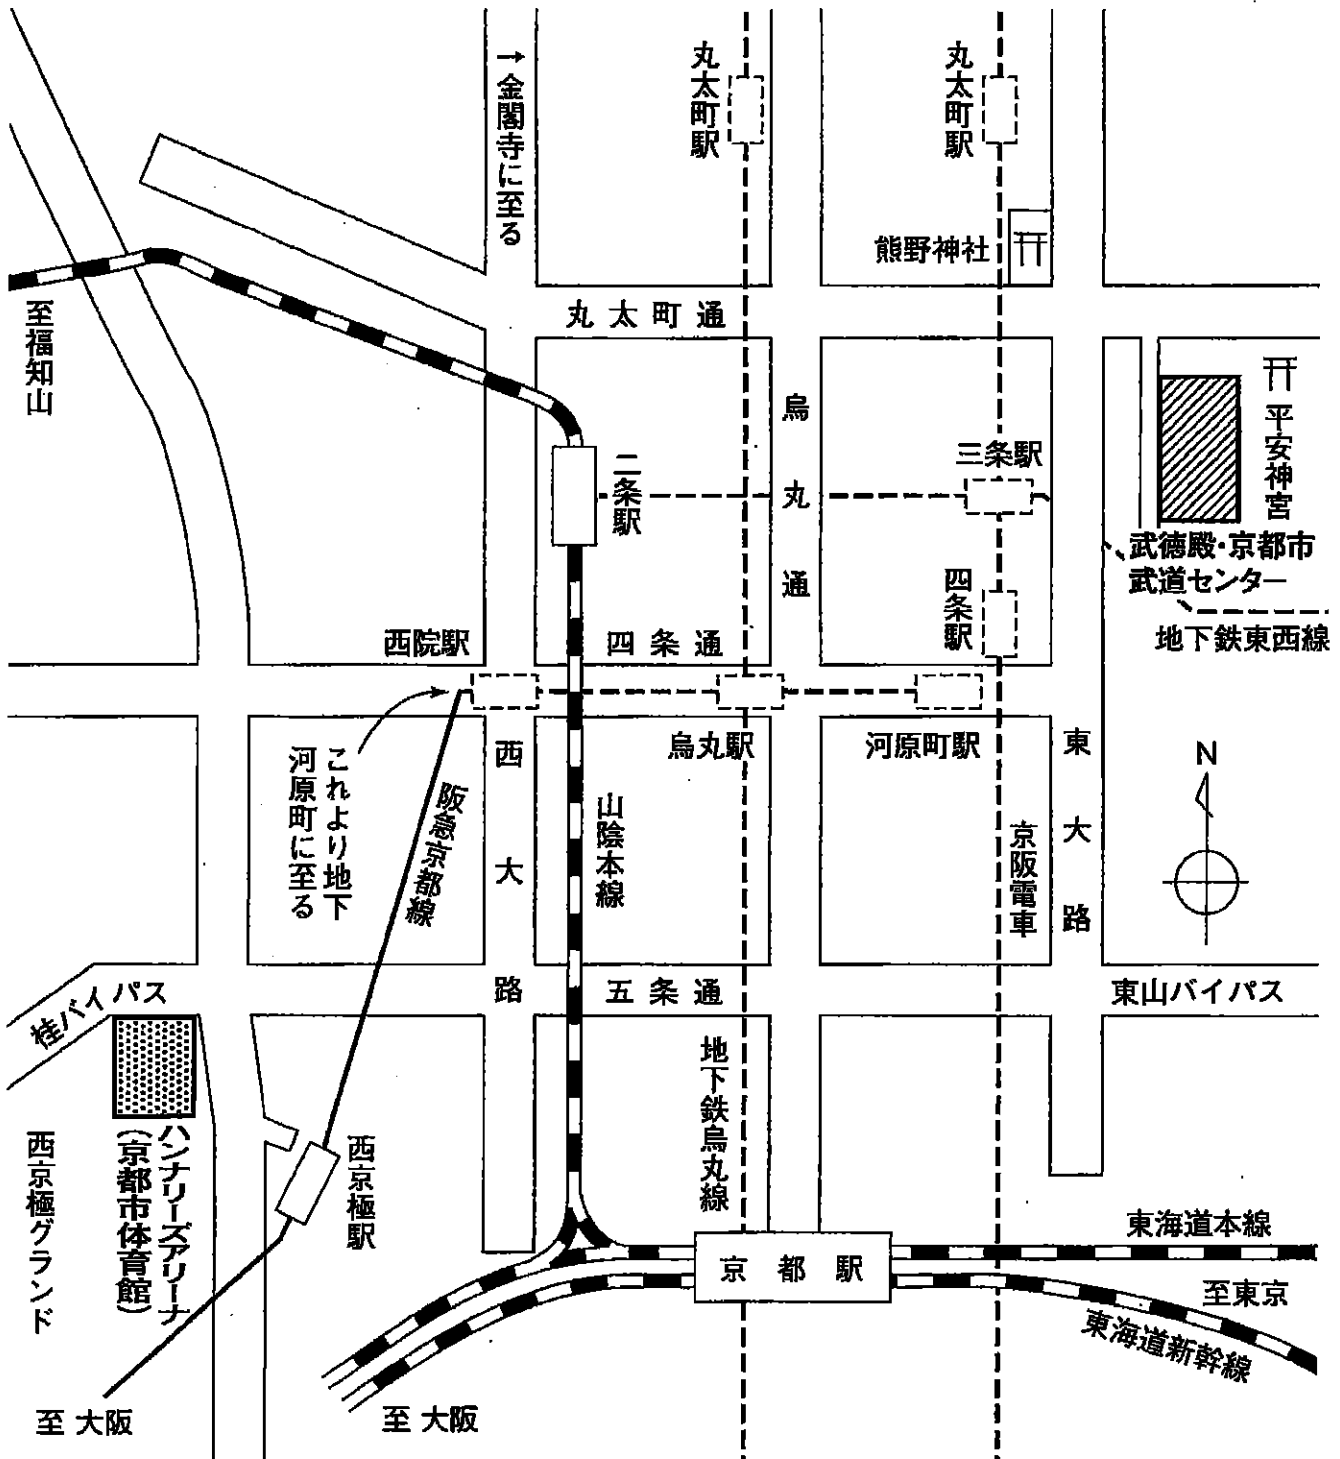 →金閣寺に至る
丸太町駅
丸太町駅
熊野神社
至福知山
丸太町通
平安神宮
烏丸通
三条駅
二条駅
武徳殿・京都市
武道センター
四条駅
地下鉄東西線
西院駅
四条通
烏丸駅
河原町駅
西大路
東大路
N
これより地下
河原町に至る
阪急京都線
山陰本線
京阪電車
桂バイパス
五条通
東山バイパス
地下鉄烏丸線
西京極グランド
ハンナリーズアリーナ
(京都市体育館)
西京極駅
東海道本線
京都駅
至東京
東海道新幹線
至 大阪
至 大阪